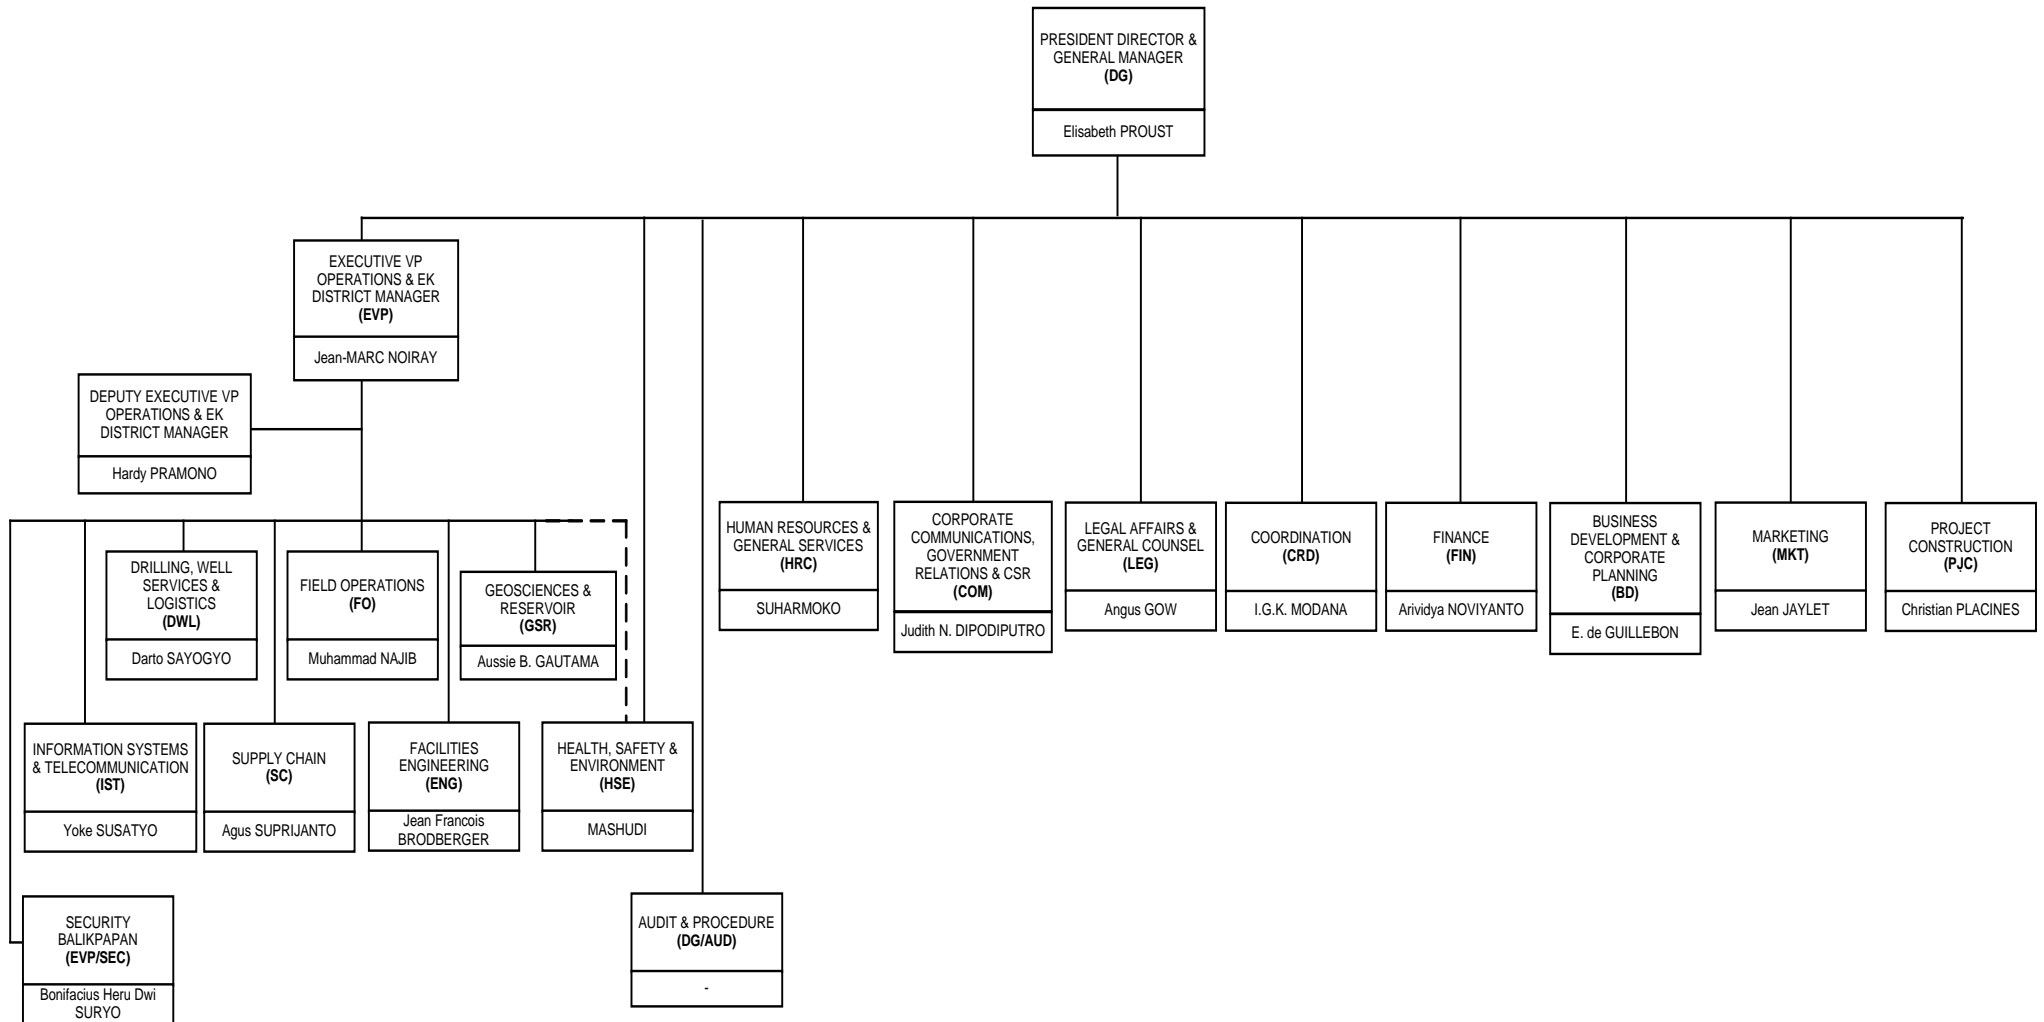 PRESIDENT DIRECTOR &
GENERAL MANAGER
(DG)
Elisabeth PROUST
EXECUTIVE VP
OPERATIONS & EK
DISTRICT MANAGER
(EVP)
Jean-MARC NOIRAY
DEPUTY EXECUTIVE VP
OPERATIONS & EK
DISTRICT MANAGER
Hardy PRAMONO
HUMAN RESOURCES &
GENERAL SERVICES
(HRC)
SUHARMOKO
CORPORATE
COMMUNICATIONS,
GOVERNMENT
RELATIONS & CSR
(COM)
Judith N. DIPODIPUTRO
LEGAL AFFAIRS &
GENERAL COUNSEL
(LEG)
Angus GOW
COORDINATION
(CRD)
I.G.K. MODANA
FINANCE
(FIN)
Arividya NOVIYANTO
BUSINESS
DEVELOPMENT &
CORPORATE
PLANNING
(BD)
E. de GUILLEBON
MARKETING
(MKT)
Jean JAYLET
PROJECT
CONSTRUCTION
(PJC)
Christian PLACINES
DRILLING, WELL
SERVICES &
LOGISTICS
(DWL)
Darto SAYOGYO
FIELD OPERATIONS
(FO)
Muhammad NAJIB
GEOSCIENCES &
RESERVOIR
(GSR)
Aussie B. GAUTAMA
INFORMATION SYSTEMS
& TELECOMMUNICATION
(IST)
Yoke SUSATYO
SUPPLY CHAIN
(SC)
Agus SUPRIJANTO
FACILITIES
ENGINEERING
(ENG)
Jean Francois
BRODBERGER
HEALTH, SAFETY &
ENVIRONMENT
(HSE)
MASHUDI
SECURITY
BALIKPAPAN
(EVP/SEC)
Bonifacius Heru Dwi
SURYO
AUDIT & PROCEDURE
(DG/AUD)
-